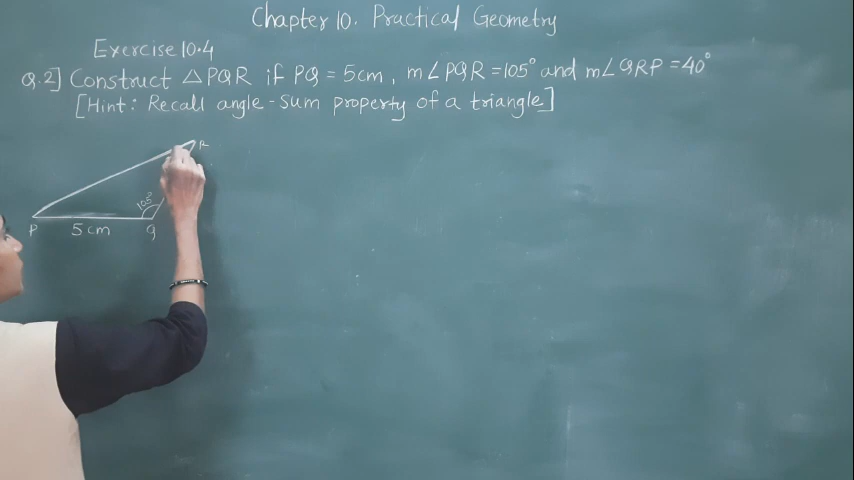 Chapter 10. Practical Geometry
Exercise 10.4
Q.2] Construct △PQR if PQ = 5cm, m∠PQR = 105° and m∠QRP = 40°
[Hint: Recall angle-sum property of a triangle]
R
105°
P 5 cm Q